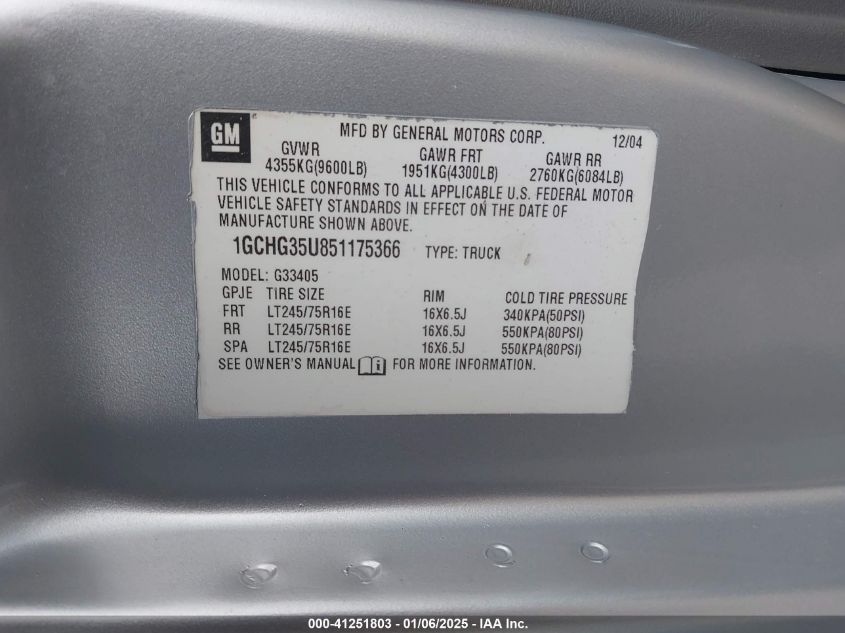 GM
MFD BY GENERAL MOTORS CORP. 12/04
GVWR GAWR FRT GAWR RR
4355KG(9600LB) 1951KG(4300LB) 2760KG(6084LB)
THIS VEHICLE CONFORMS TO ALL APPLICABLE U.S. FEDERAL MOTOR
VEHICLE SAFETY STANDARDS IN EFFECT ON THE DATE OF
MANUFACTURE SHOWN ABOVE.
1GCHG35U851175366 TYPE: TRUCK
MODEL: G33405
GPJE TIRE SIZE RIM COLD TIRE PRESSURE
FRT LT245/75R16E 16X6.5J 340KPA(50PSI)
RR LT245/75R16E 16X6.5J 550KPA(80PSI)
SPA LT245/75R16E 16X6.5J 550KPA(80PSI)
SEE OWNER'S MANUAL FOR MORE INFORMATION.
000-41251803 - 01/06/2025 - IAA Inc.